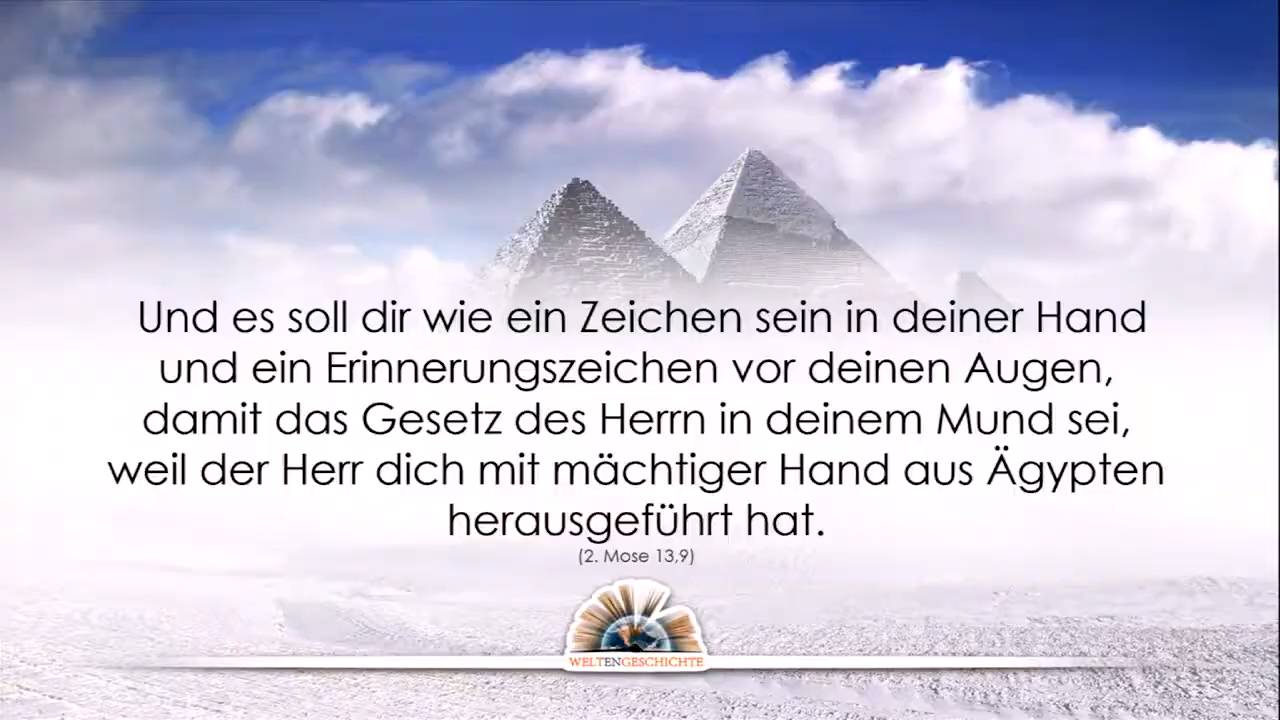 Und es soll dir wie ein Zeichen sein in deiner Hand
und ein Erinnerungszeichen vor deinen Augen,
damit das Gesetz des Herrn in deinem Mund sei,
weil der Herr dich mit mächtiger Hand aus Ägypten
herausgeführt hat.
(2. Mose 13,9)
WELTENGESCHICHTE